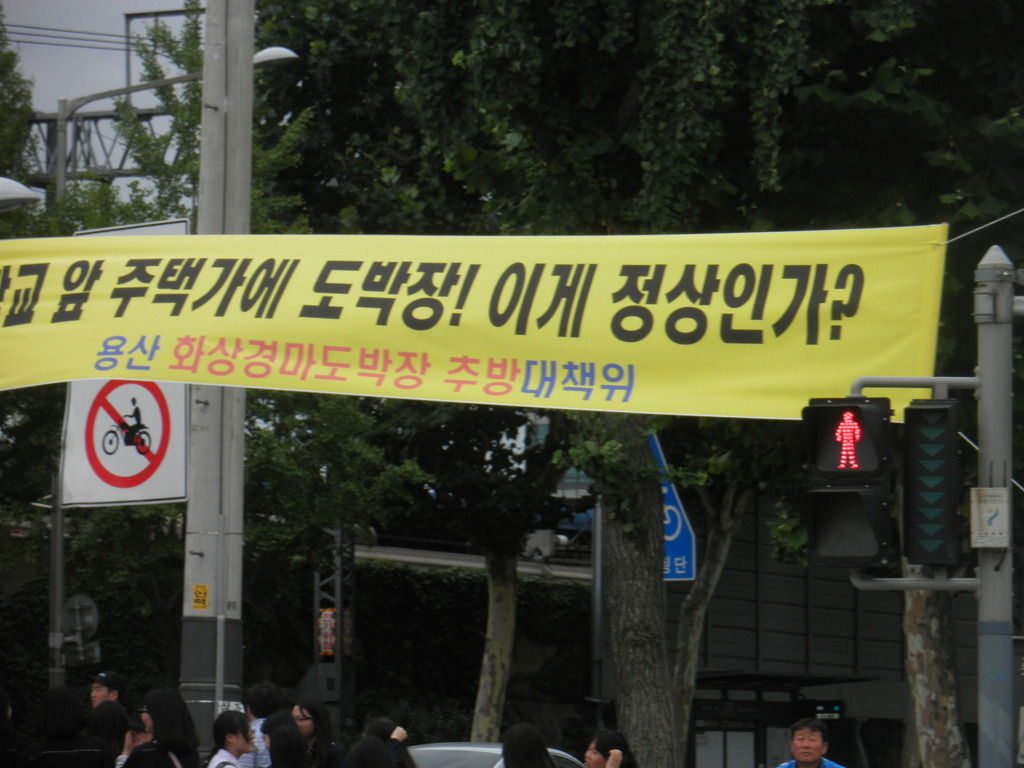 교 앞 주택가에 도박장! 이게 정상인가?
용산 화상경마도박장 추방대책위
단